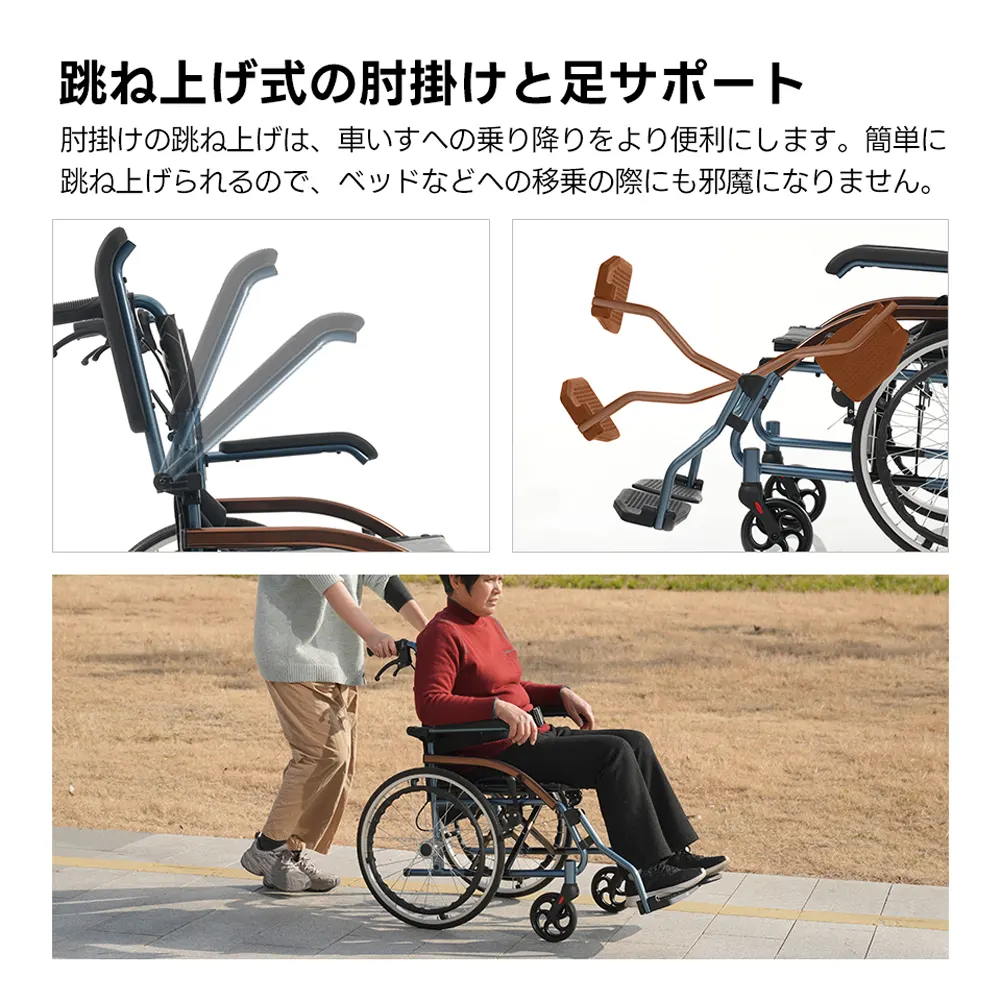 跳ね上げ式の肘掛けと足サポート
肘掛けの跳ね上げは、車いすへの乗り降りをより便利にします。簡単に
跳ね上げられるので、ベッドなどへの移乗の際にも邪魔になりません。